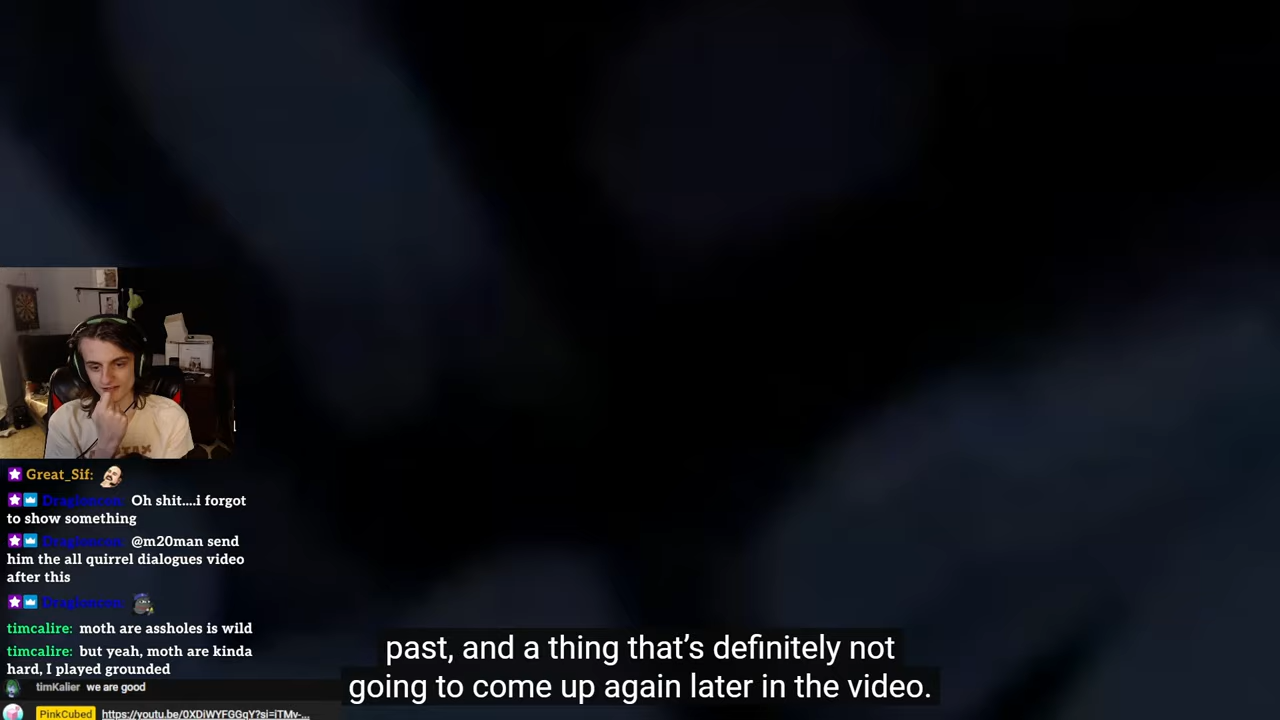 Great_Sif:
Dragloncon: Oh shit....i forgot
to show something
@m20man send
him the all quirrel dialogues video
after this
timcalire: moth are assholes is wild
timcalire: but yeah, moth are kinda
hard, I played grounded
timKalier we are good
PinkCubed https://youtu.be/0XDiWYFGGqY?si=iTMv-...
past, and a thing that's definitely not
going to come up again later in the video.